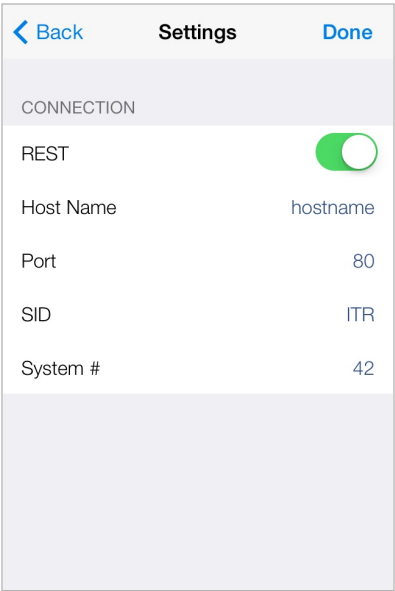 Back Settings Done
CONNECTION
REST
Host Name hostname
Port 80
SID ITR
System # 42